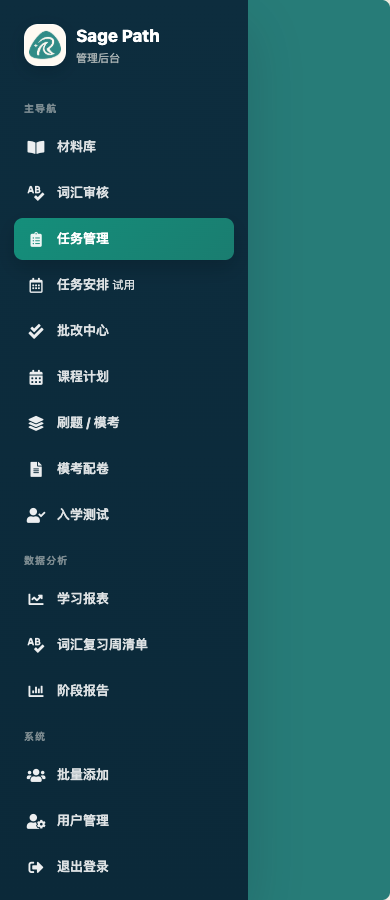 Sage Path
管理后台
主导航
材料库
词汇审核
任务管理
任务安排 试用
批改中心
课程计划
刷题 / 模考
模考配卷
入学测试
数据分析
学习报表
词汇复习周清单
阶段报告
系统
批量添加
用户管理
退出登录